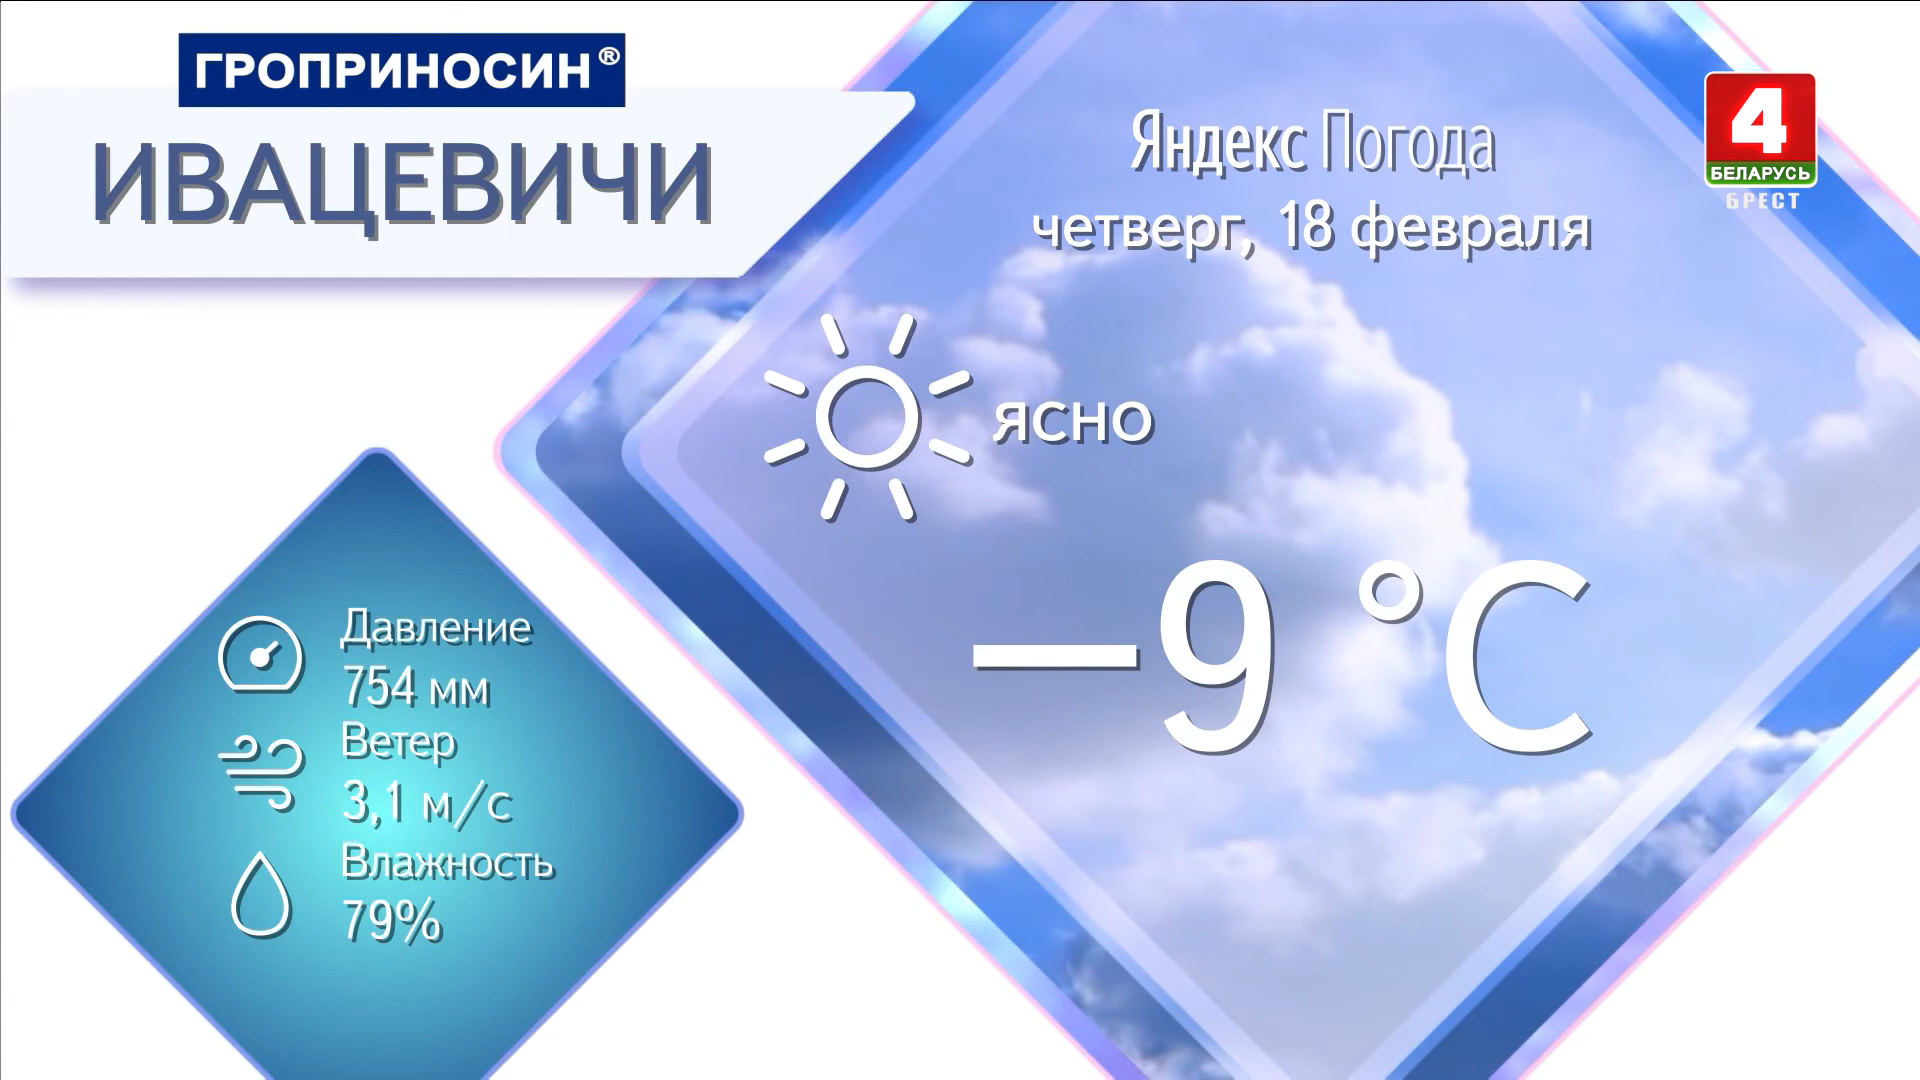 ГРОПРИНОСИН®
ИВАЦЕВИЧИ
Яндекс Погода
четверг, 18 февраля
4
БЕЛАРУСЬ
БРЕСТ
ясно
–9 °C
Давление
754 мм
Ветер
3,1 м/с
Влажность
79%